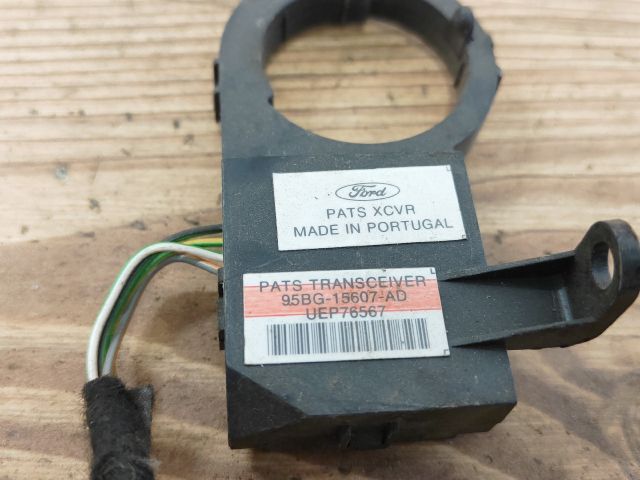 Ford
PATS XCVR
MADE IN PORTUGAL
PATS TRANSCEIVER
95BG-15607-AD
UEP76567